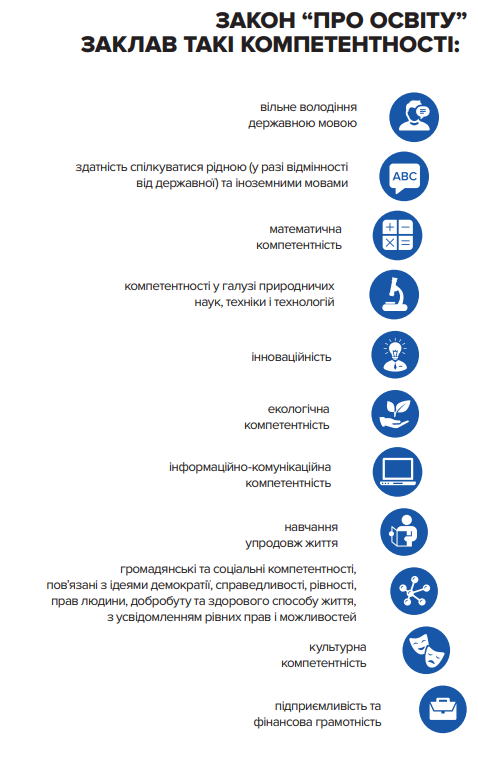 ЗАКОН “ПРО ОСВІТУ”
ЗАКЛАВ ТАКІ КОМПЕТЕНТНОСТІ:
вільне володіння
державною мовою
здатність спілкуватися рідною (у разі відмінності
від державної) та іноземними мовами
ABC
математична
компетентність
компетентності у галузі природничих
наук, техніки і технологій
інноваційність
екологічна
компетентність
інформаційно-комунікаційна
компетентність
навчання
упродовж життя
громадянські та соціальні компетентності,
пов’язані з ідеями демократії, справедливості, рівності,
прав людини, добробуту та здорового способу життя,
з усвідомленням рівних прав і можливостей
культурна
компетентність
підприємливість та
фінансова грамотність